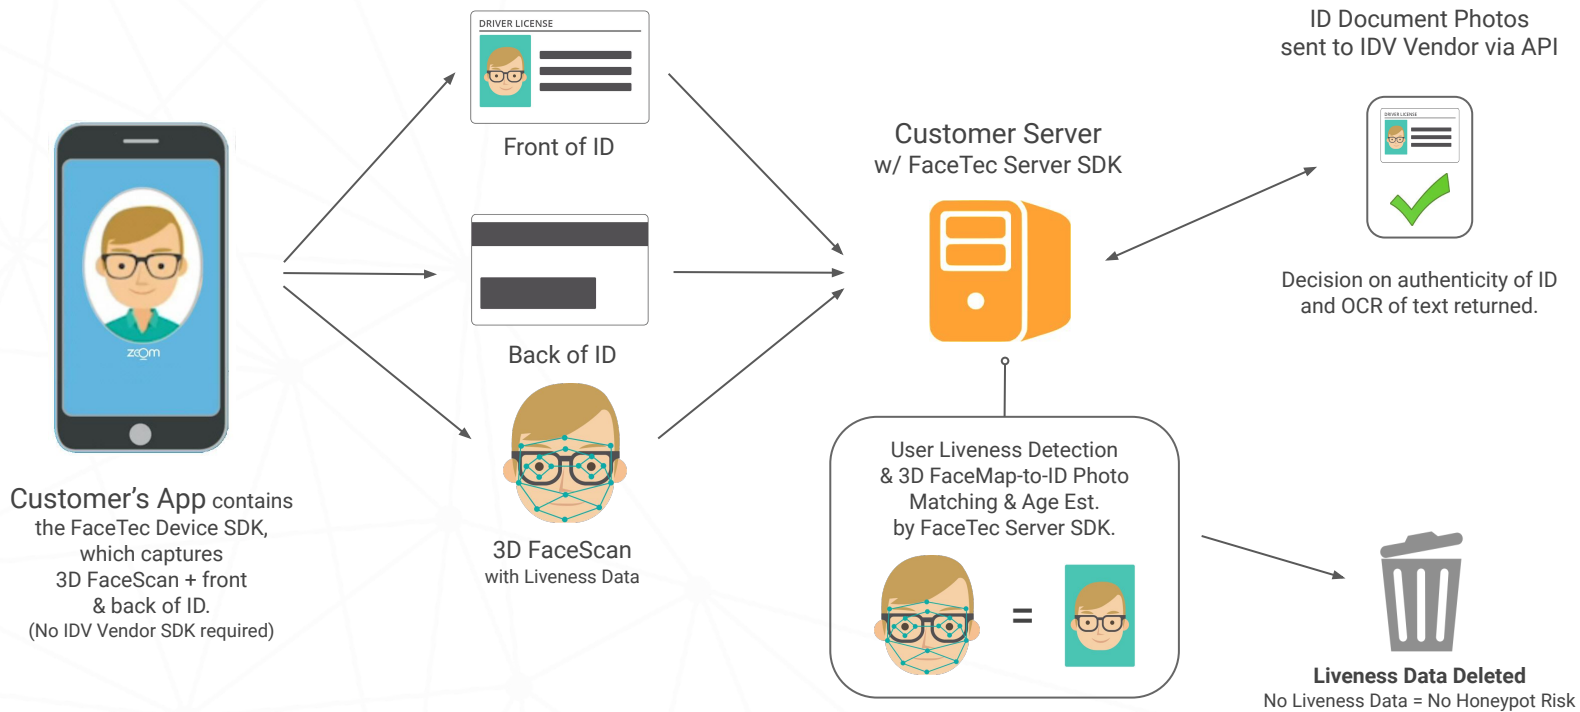 DRIVER LICENSE
Front of ID
Back of ID
3D FaceScan
with Liveness Data
zoom
Customer's App contains
the FaceTec Device SDK,
which captures
3D FaceScan + front
& back of ID.
(No IDV Vendor SDK required)
Customer Server
w/ FaceTec Server SDK
User Liveness Detection
& 3D FaceMap-to-ID Photo
Matching & Age Est.
by FaceTec Server SDK.
=
ID Document Photos
sent to IDV Vendor via API
DRIVER LICENSE
Decision on authenticity of ID
and OCR of text returned.
Liveness Data Deleted
No Liveness Data = No Honeypot Risk